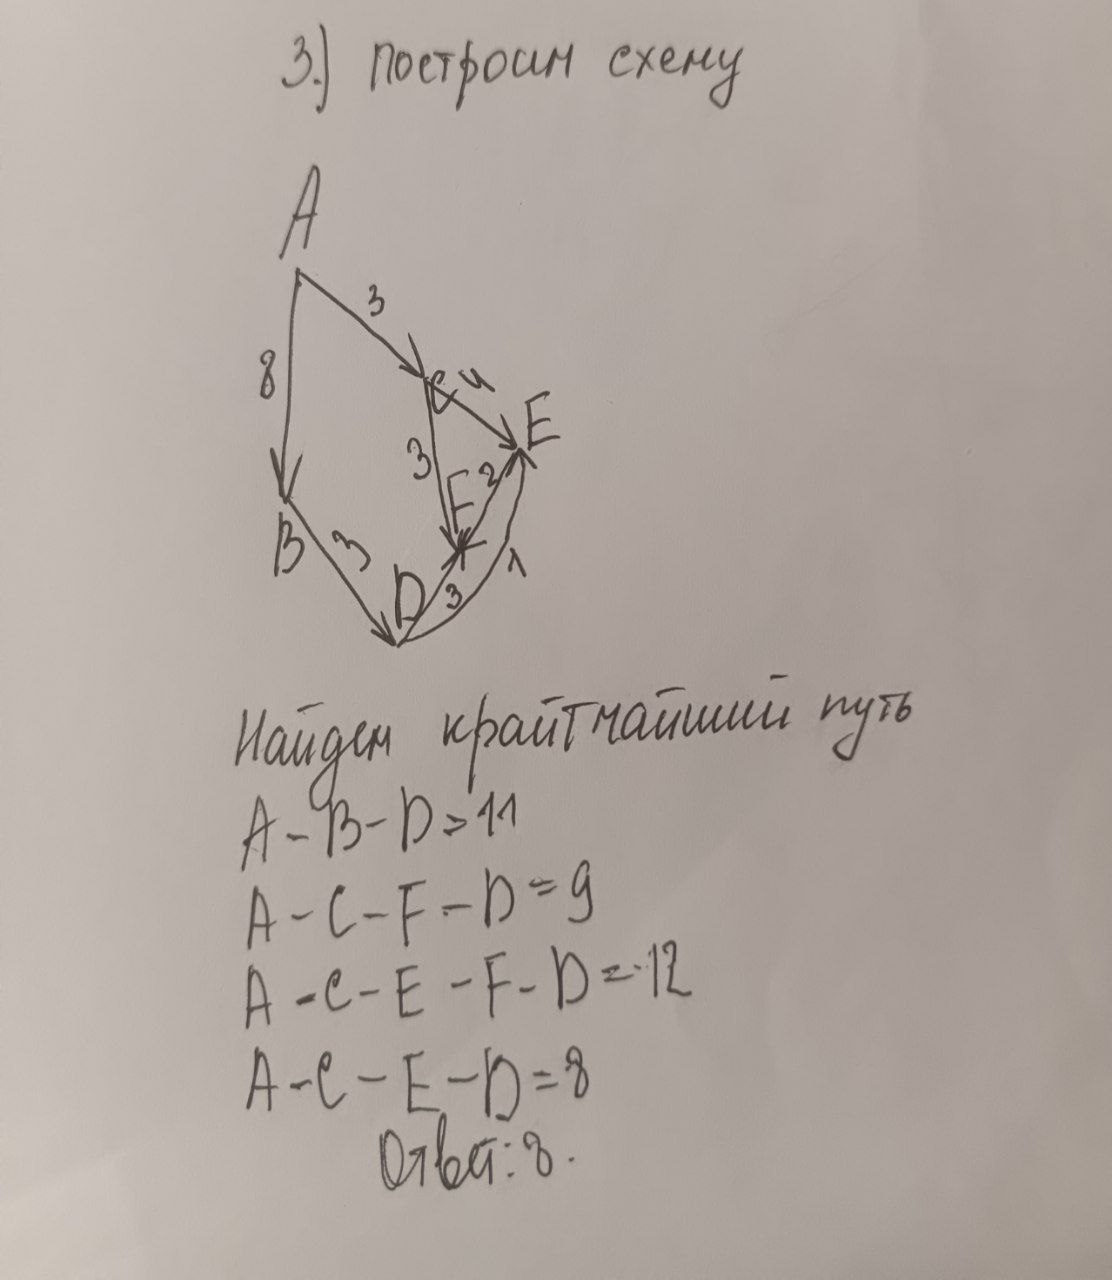 3.) построим схему
A
3
8
C 4
E
3
F 2
B 3
D 3 1
Найдем крайтчайший путь
A-B-D=11
A-C-F-D=9
A-C-E-F-D=12
A-C-E-D=8
Ответ: 8.